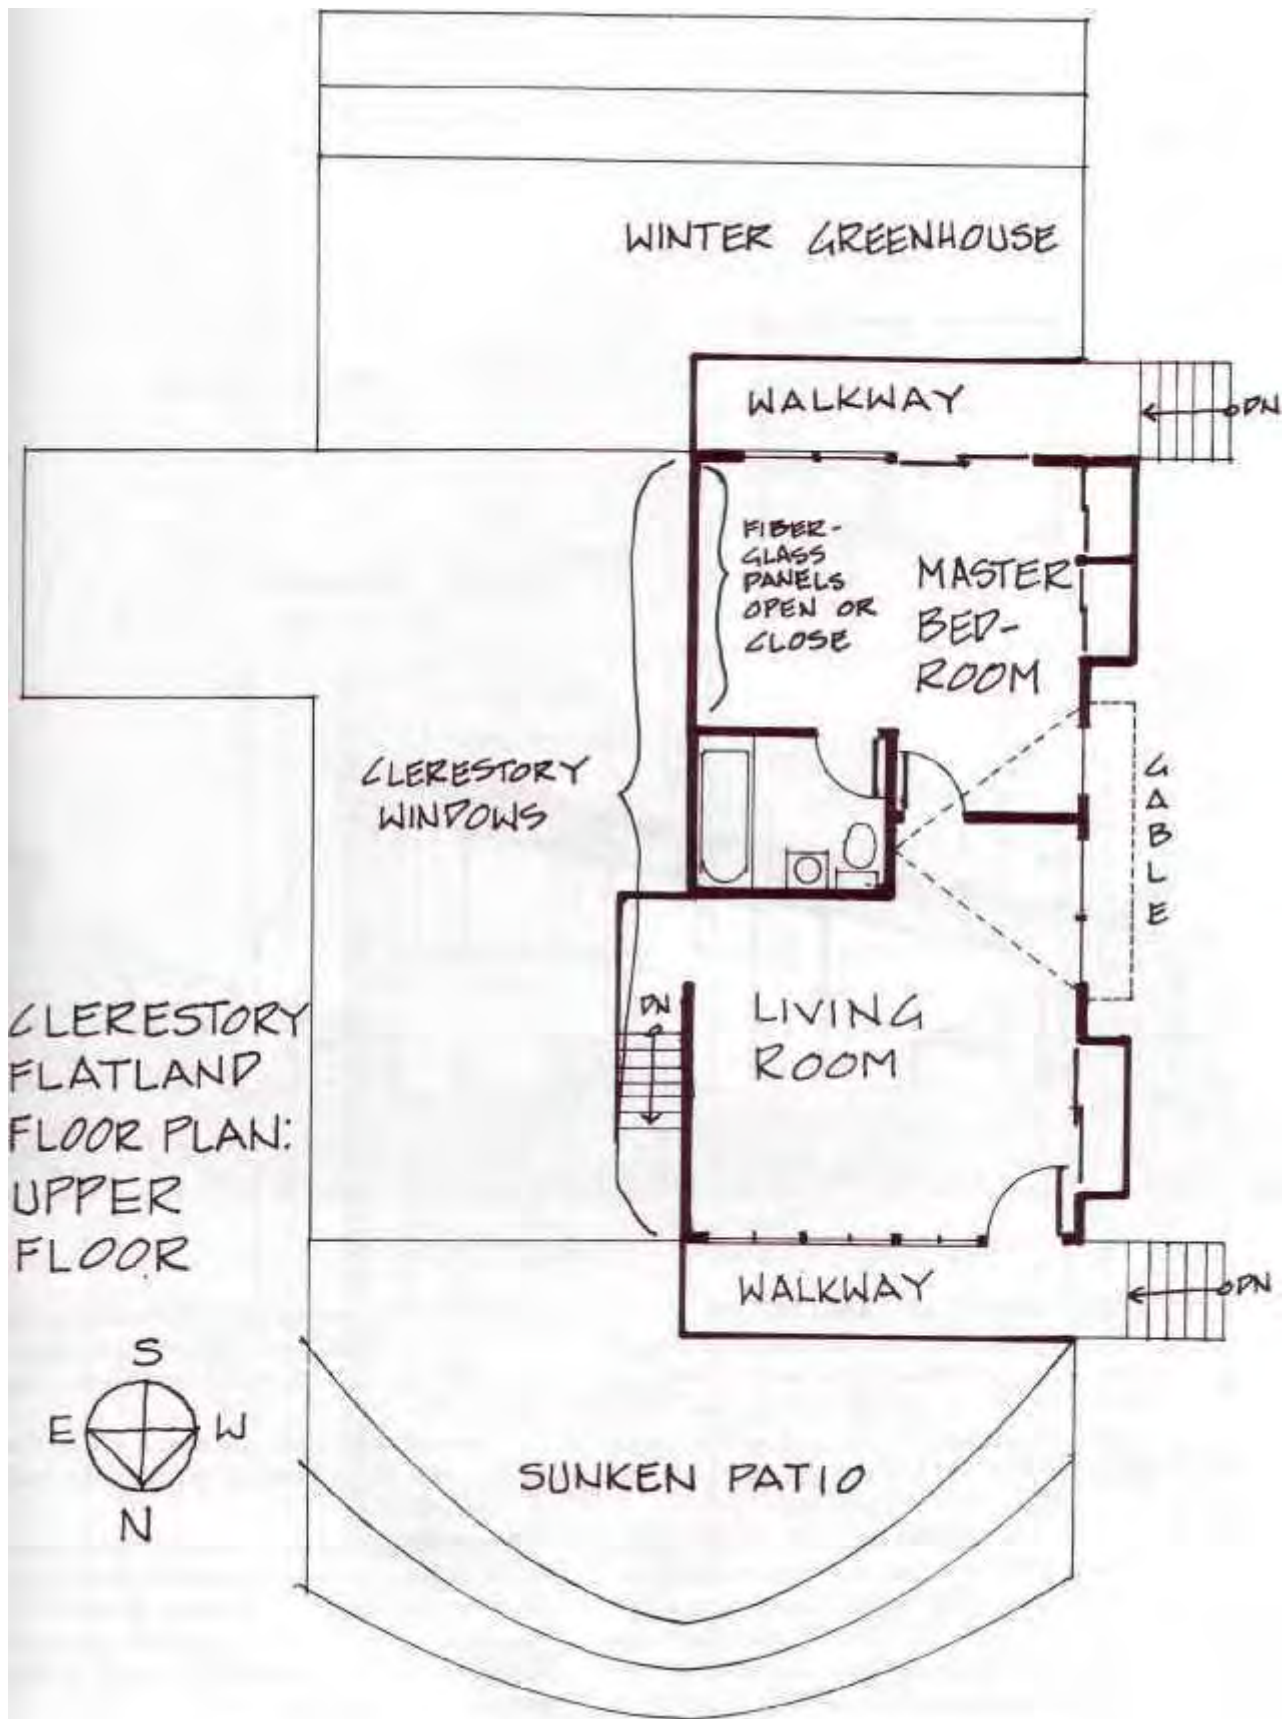 WINTER GREENHOUSE
WALKWAY
DN
FIBER-
GLASS
PANELS
OPEN OR
CLOSE
MASTER
BED-
ROOM
CLERESTORY
WINDOWS
GABLE
CLERESTORY
FLATLAND
FLOOR PLAN:
UPPER
FLOOR
DN
LIVING
ROOM
WALKWAY
DN
S
E W
N
SUNKEN PATIO